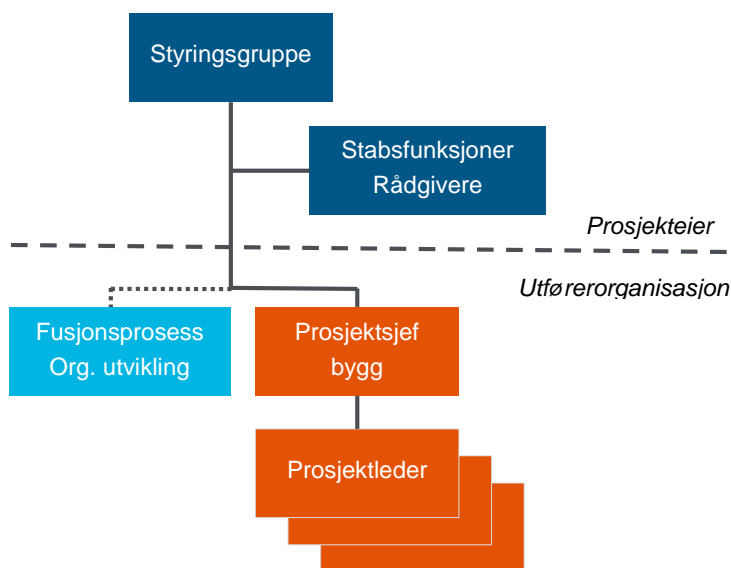 Styringsgruppe
Stabsfunksjoner
Rådgivere
Prosjekteier
Utførerorganisasjon
Fusjonsprosess
Org. utvikling
Prosjektsjef
bygg
Prosjektleder